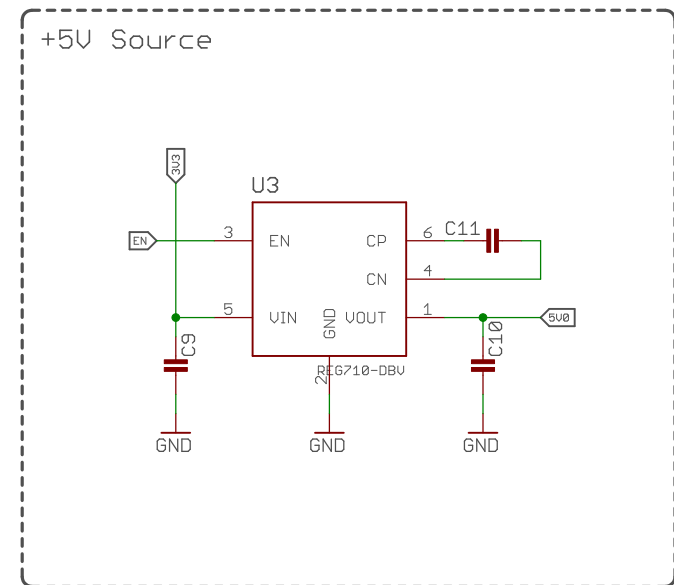 +5V Source
3V3
U3
EN
3
EN
CP
6
C11
CN
4
5
VIN
GND
VOUT
1
5V0
C9
C10
2
REG710-DBV
GND
GND
GND